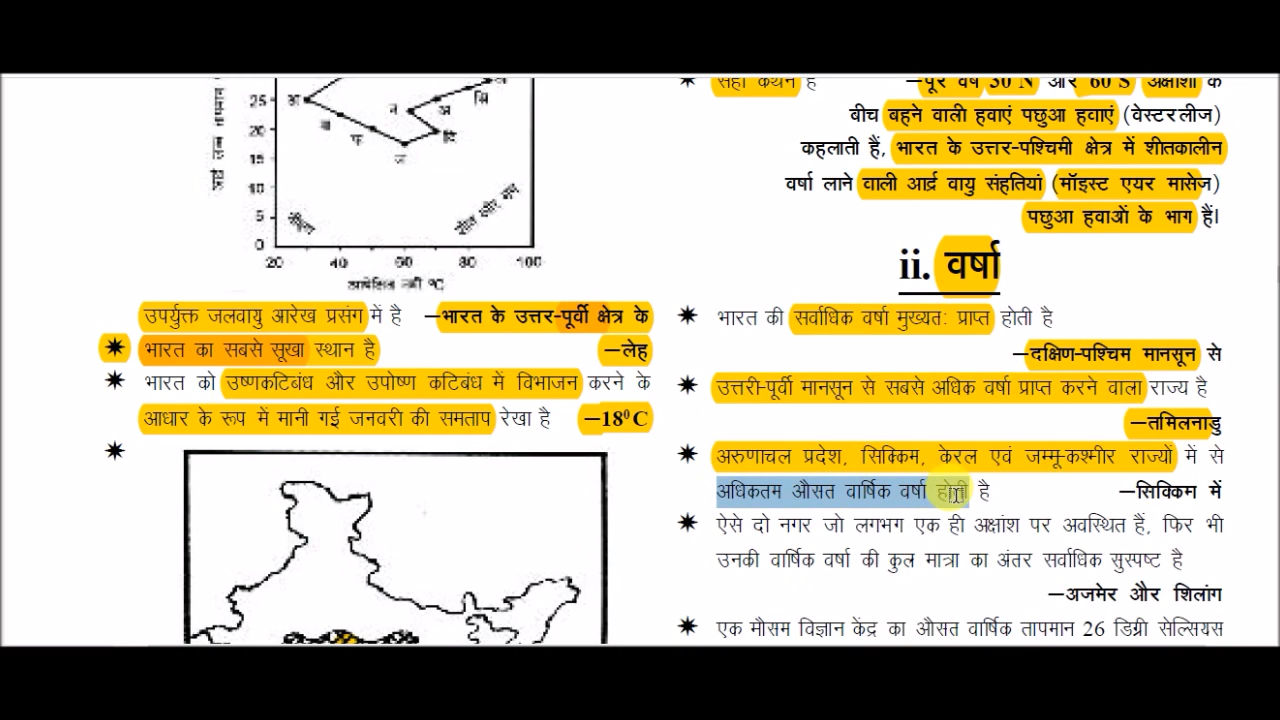 25
20
15
10
5
0
20 40 60 80 100
अ
ज
उपर्युक्त जलवायु आरेख प्रसंग में है –भारत के उत्तर-पूर्वी क्षेत्र के
✶ भारत का सबसे सूखा स्थान है –लेह
✶ भारत को उष्णकटिबंध और उपोष्ण कटिबंध में विभाजन करने के
आधार के रूप में मानी गई जनवरी की समताप रेखा है –18⁰C
✶
✶ सही कथन है –पूरे वर्ष 30 N और 60 S अक्षांशों के
बीच बहने वाली हवाएं पछुआ हवाएं (वेस्टरलीज)
कहलाती हैं, भारत के उत्तर-पश्चिमी क्षेत्र में शीतकालीन
वर्षा लाने वाली आर्द्र वायु संहतियां (मॉइस्ट एयर मासेज)
पछुआ हवाओं के भाग हैं।
ii. वर्षा
✶ भारत की सर्वाधिक वर्षा मुख्यत: प्राप्त होती है
–दक्षिण-पश्चिम मानसून से
✶ उत्तरी-पूर्वी मानसून से सबसे अधिक वर्षा प्राप्त करने वाला राज्य है
–तमिलनाडु
✶ अरुणाचल प्रदेश, सिक्किम, केरल एवं जम्मू-कश्मीर राज्यों में से
अधिकतम औसत वार्षिक वर्षा होती है –सिक्किम में
✶ ऐसे दो नगर जो लगभग एक ही अक्षांश पर अवस्थित हैं, फिर भी
उनकी वार्षिक वर्षा की कुल मात्रा का अंतर सर्वाधिक सुस्पष्ट है
–अजमेर और शिलांग
✶ एक मौसम विज्ञान केंद्र का औसत वार्षिक तापमान 26 डिग्री सेल्सियस